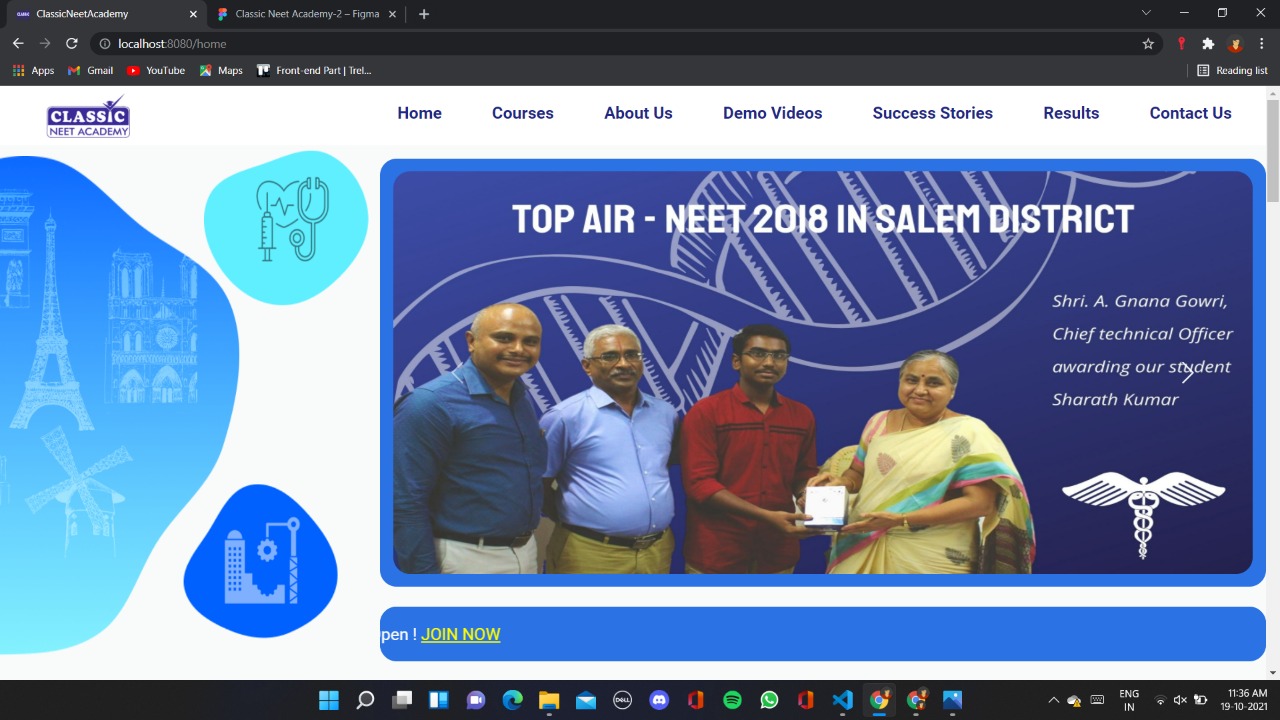 ClassicNeetAcademy
Classic Neet Academy-2 – Figma
localhost:8080/home
Apps
Gmail
YouTube
Maps
Front-end Part | Trel...
Reading list
CLASSIC
NEET ACADEMY
Home
Courses
About Us
Demo Videos
Success Stories
Results
Contact Us
TOP AIR - NEET 2018 IN SALEM DISTRICT
Shri. A. Gnana Gowri,
Chief technical Officer
awarding our student
Sharath Kumar
pen ! JOIN NOW
DELL
ENG
IN
11:36 AM
19-10-2021